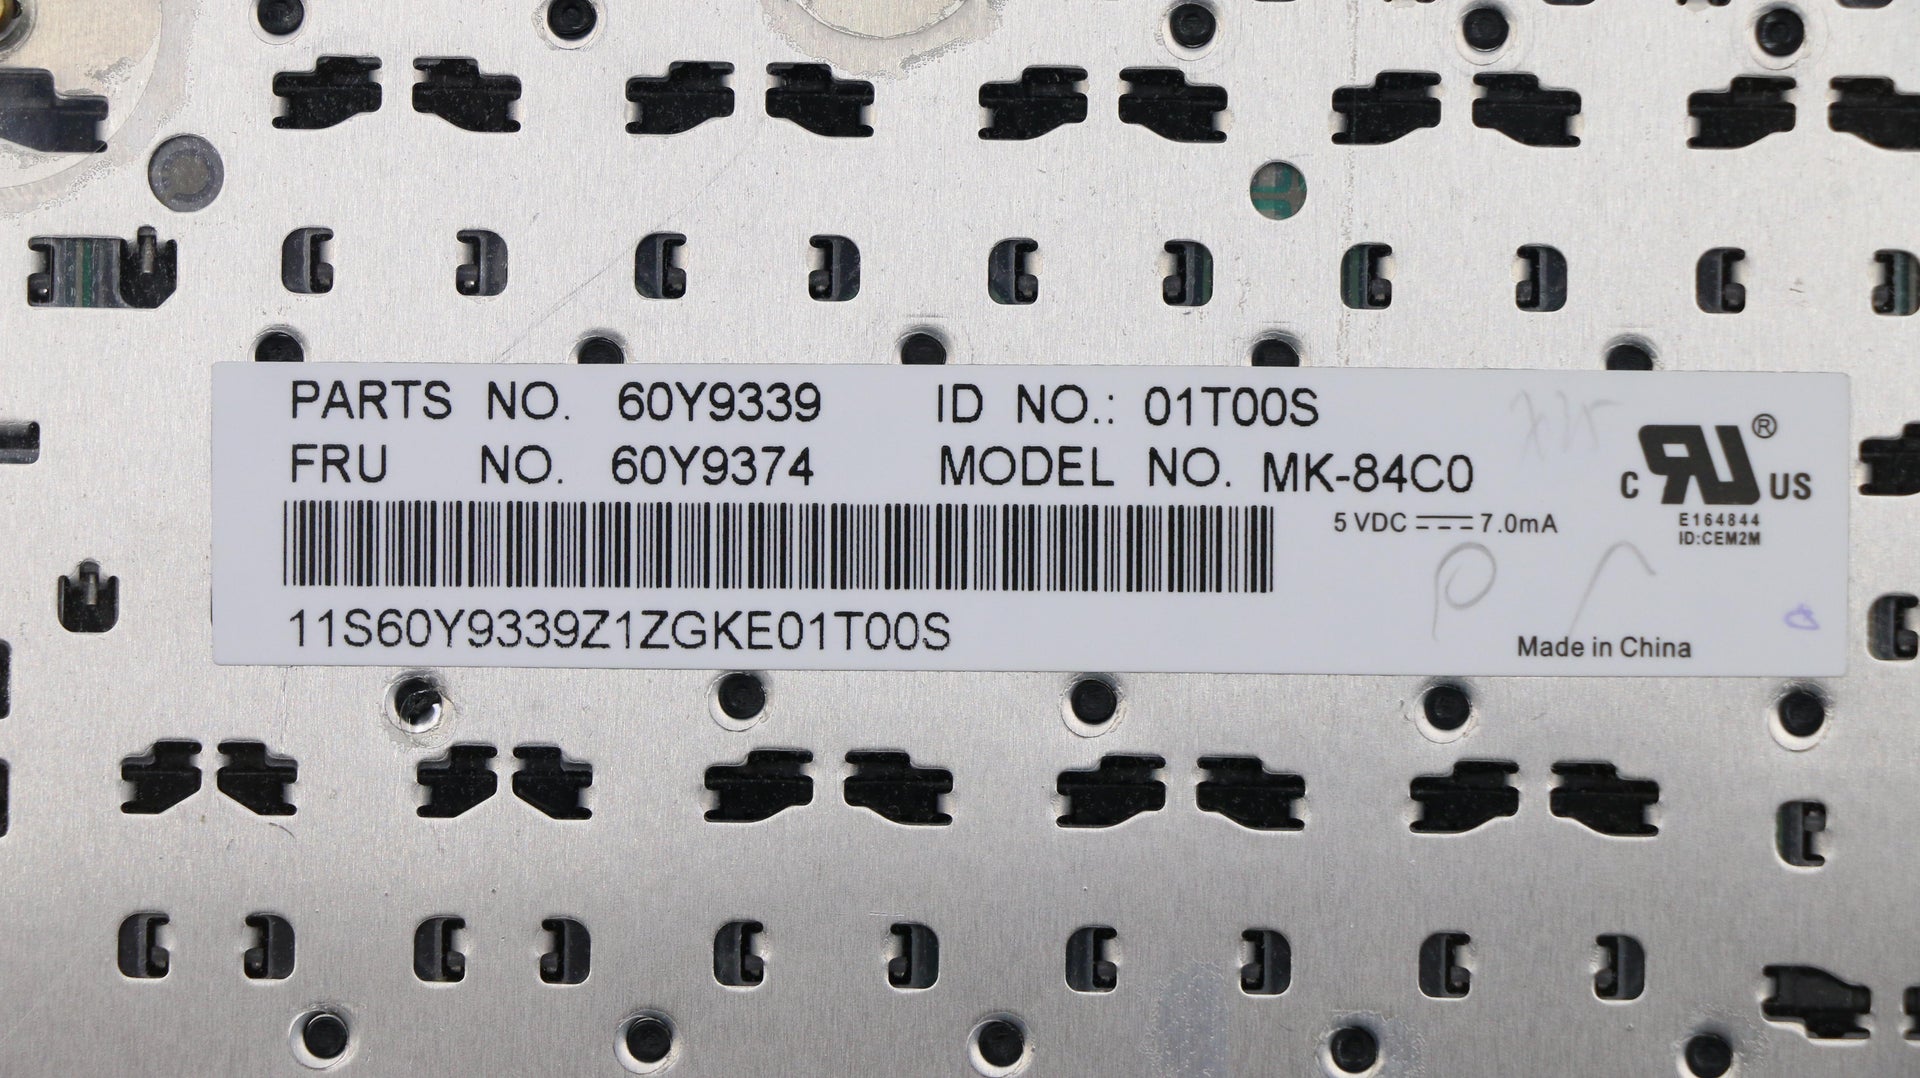 PARTS NO. 60Y9339 ID NO.: 01T00S
FRU NO. 60Y9374 MODEL NO. MK-84C0
5 VDC ⎓ 7.0mA
11S60Y9339Z1ZGKE01T00S
c RU ® US
E164844
ID:CEM2M
Made in China